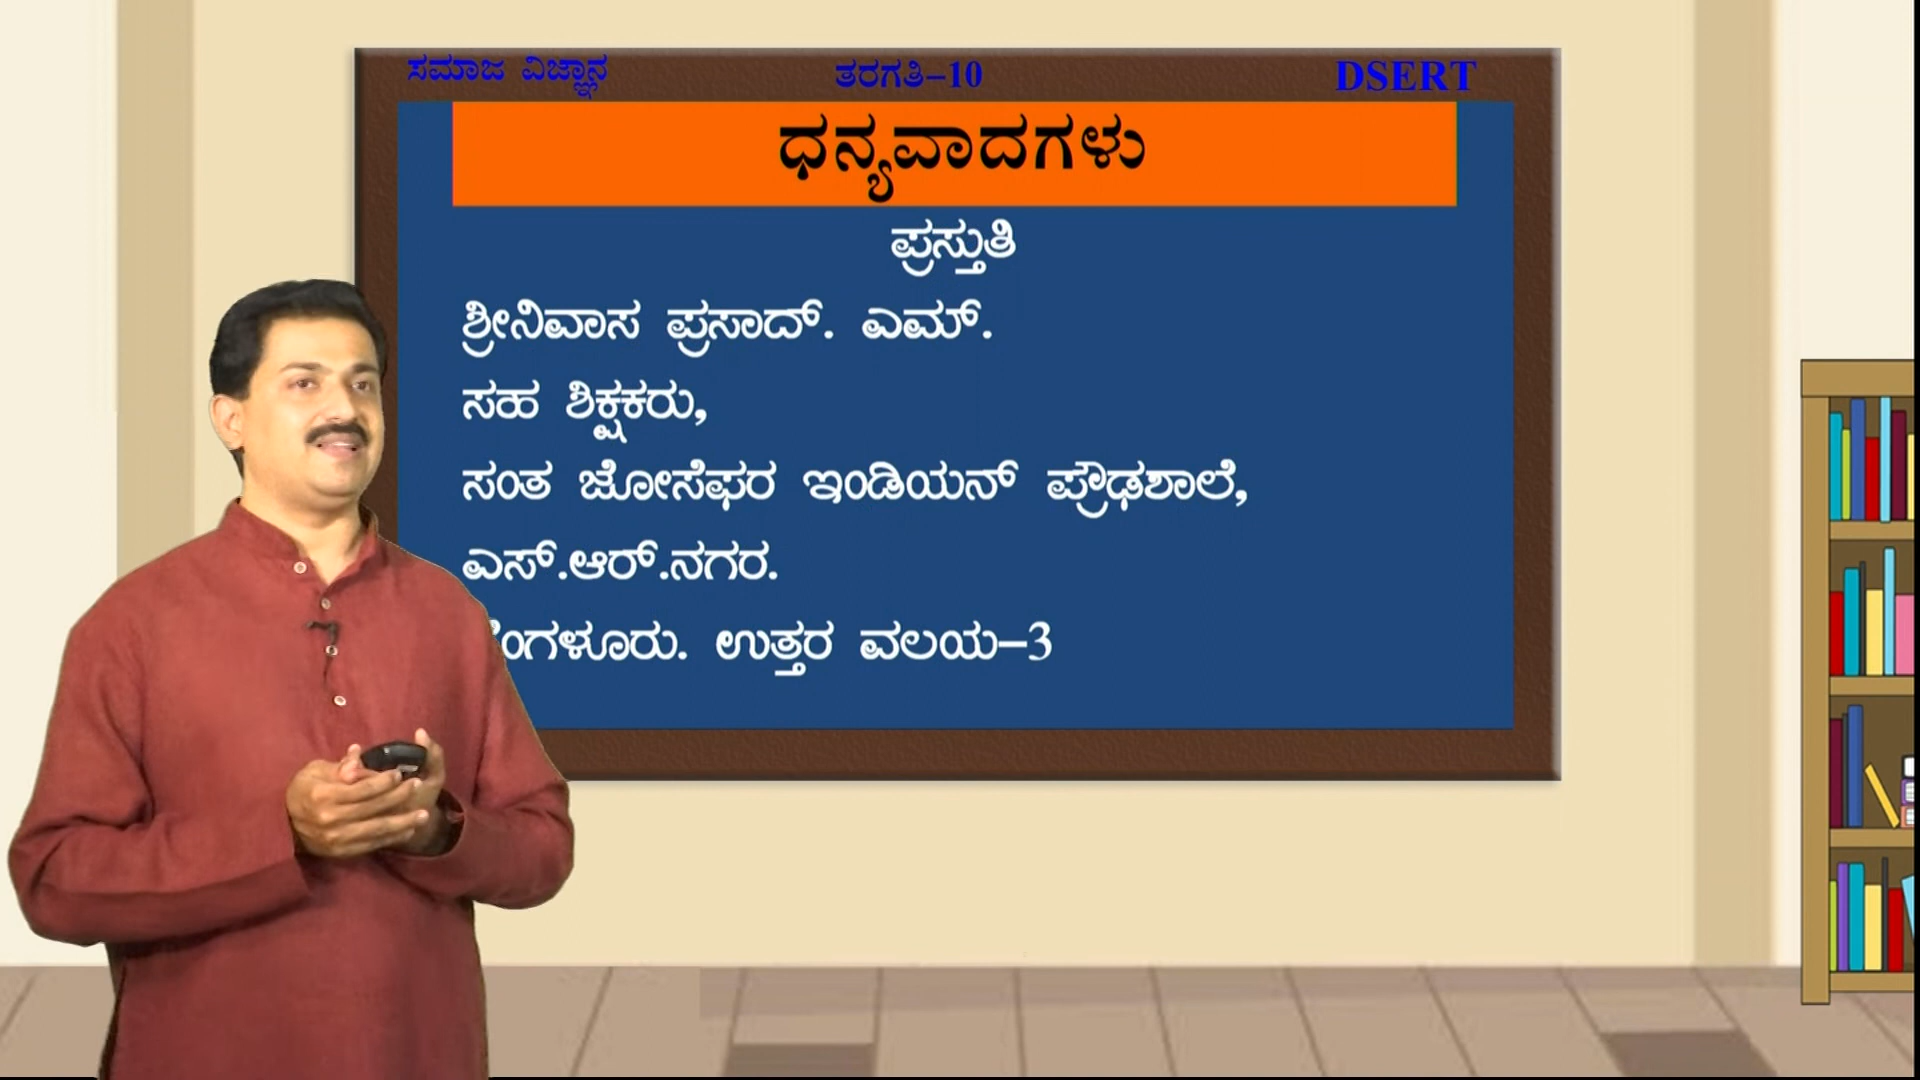 ಸಮಾಜ ವಿಜ್ಞಾನ ತರಗತಿ-10 DSERT
ಧನ್ಯವಾದಗಳು
ಪ್ರಸ್ತುತಿ
ಶ್ರೀನಿವಾಸ ಪ್ರಸಾದ್. ಎಮ್.
ಸಹ ಶಿಕ್ಷಕರು,
ಸಂತ ಜೋಸೆಫರ ಇಂಡಿಯನ್ ಪ್ರೌಢಶಾಲೆ,
ಎಸ್.ಆರ್.ನಗರ.
ಉತ್ತರ ವಲಯ-3